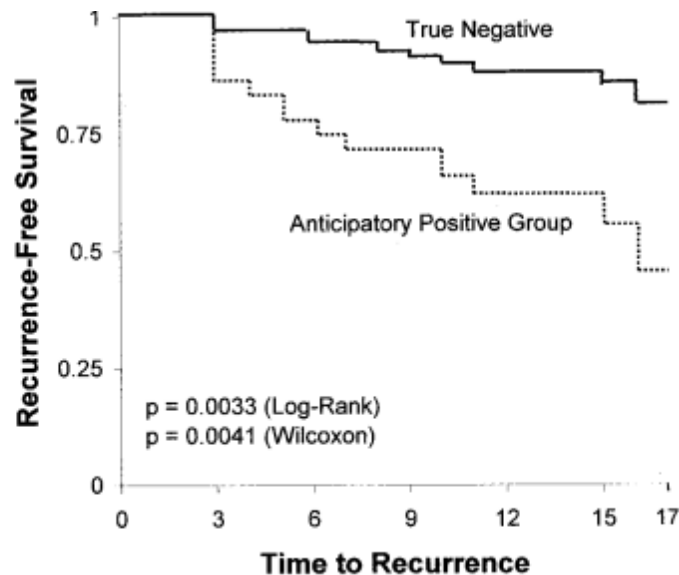 1
True Negative
0.75
Recurrence-Free Survival
Anticipatory Positive Group
0.5
0.25
p = 0.0033 (Log-Rank)
p = 0.0041 (Wilcoxon)
0
0 3 6 9 12 15 17
Time to Recurrence